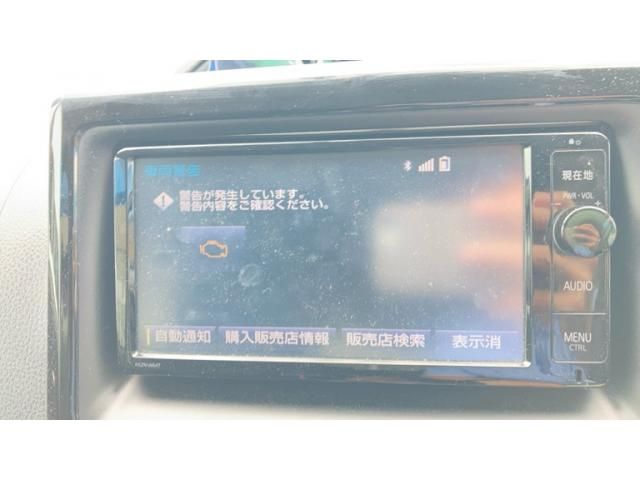 車両警告
警告が発生しています。
警告内容をご確認ください。
自動通知
購入販売店情報
販売店検索
表示消
現在地
PWR・VOL
AUDIO
MENU
CTRL